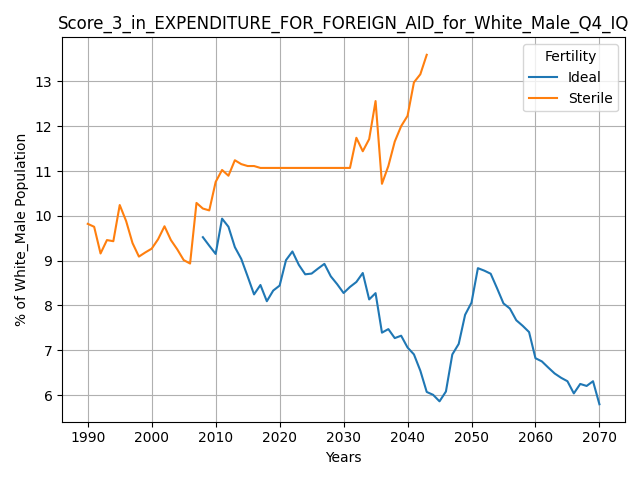 Score_3_in_EXPENDITURE_FOR_FOREIGN_AID_for_White_Male_Q4_IQ
Fertility
Ideal
Sterile
% of White_Male Population
13
12
11
10
9
8
7
6
1990 2000 2010 2020 2030 2040 2050 2060 2070
Years